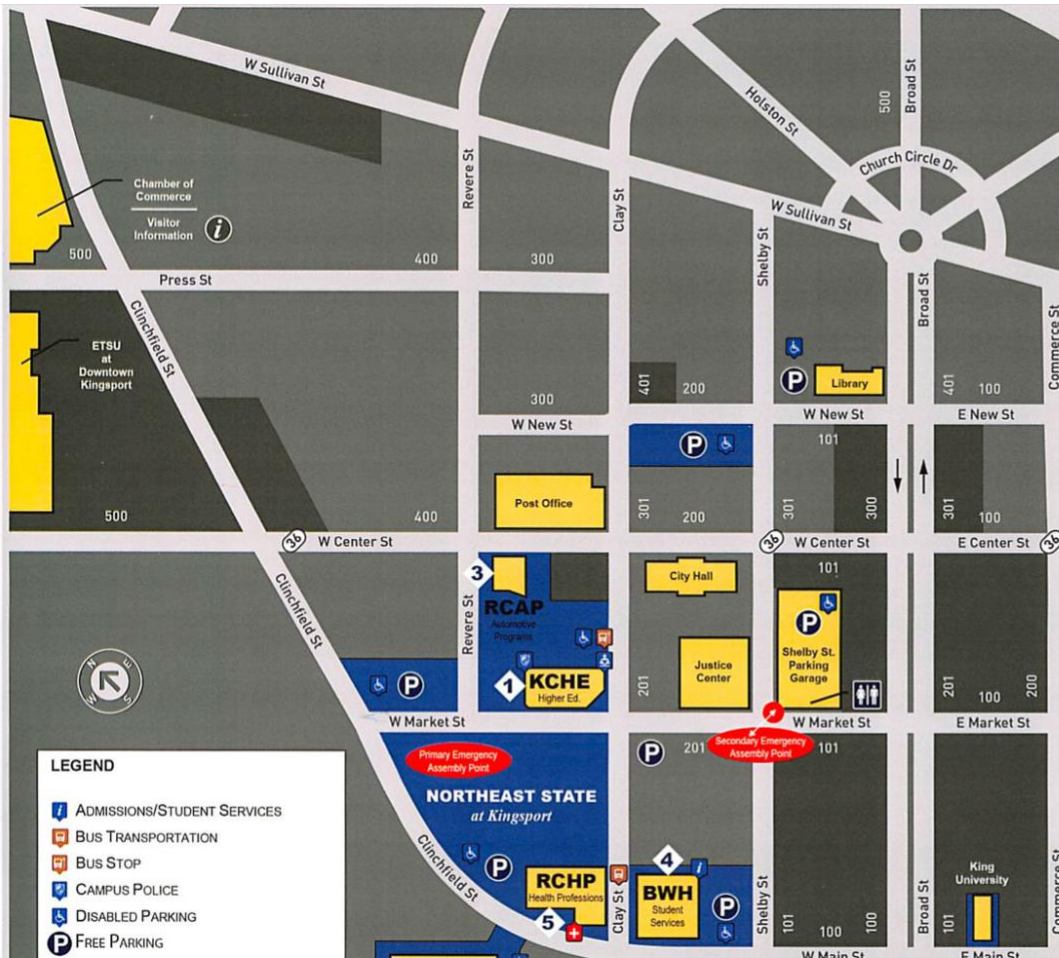 W Sullivan St
Holston St
500
Broad St
Church Circle Dr
Chamber of
Commerce
Visitor
Information
i
Revere St
Clay St
W Sullivan St
Shelby St
500
400
300
Press St
Broad St
Commerce St
Clinchfield St
ETSU
at
Downtown
Kingsport
P
Library
401
200
401
100
300
W New St
W New St
E New St
101
P
Post Office
500
400
301
200
301
300
301
100
36
W Center St
36
W Center St
E Center St
36
Clinchfield St
3
RCAP
Automotive
Programs
City Hall
101
Revere St
P
Shelby St.
Parking
Garage
N
E
W
S
P
1
KCHE
Higher Ed.
201
Justice
Center
201
100
200
W Market St
W Market St
E Market St
Primary Emergency
Assembly Point
P
201
Secondary Emergency
Assembly Point
101
NORTHEAST STATE
at Kingsport
LEGEND
i ADMISSIONS/STUDENT SERVICES
BUS TRANSPORTATION
BUS STOP
CAMPUS POLICE
DISABLED PARKING
P FREE PARKING
Clinchfield St
P
RCHP
Health Professions
5
Clay St
4
i
BWH
Student
Services
P
Shelby St
101
100
100
Broad St
King
University
101
Commerce St
W Main St
E Main St